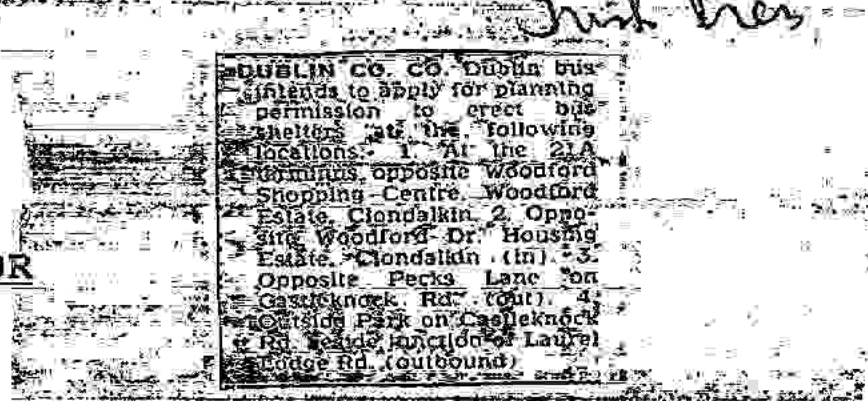 Irish Press
DUBLIN CO. CO. Dublin bus
intends to apply for planning
permission to erect bus
shelters at the following
locations. 1 At the 21A
terminus opposite Woodford
Shopping Centre, Woodford
Estate, Clondalkin 2. Oppo-
site Woodford Dr. Housing
Estate, Clondalkin (in). 3.
Opposite Pecks Lane on
Castleknock Rd. (out). 4.
Outside Park on Castleknock
Rd. beside junction of Laurel
Lodge Rd. (outbound)
OR